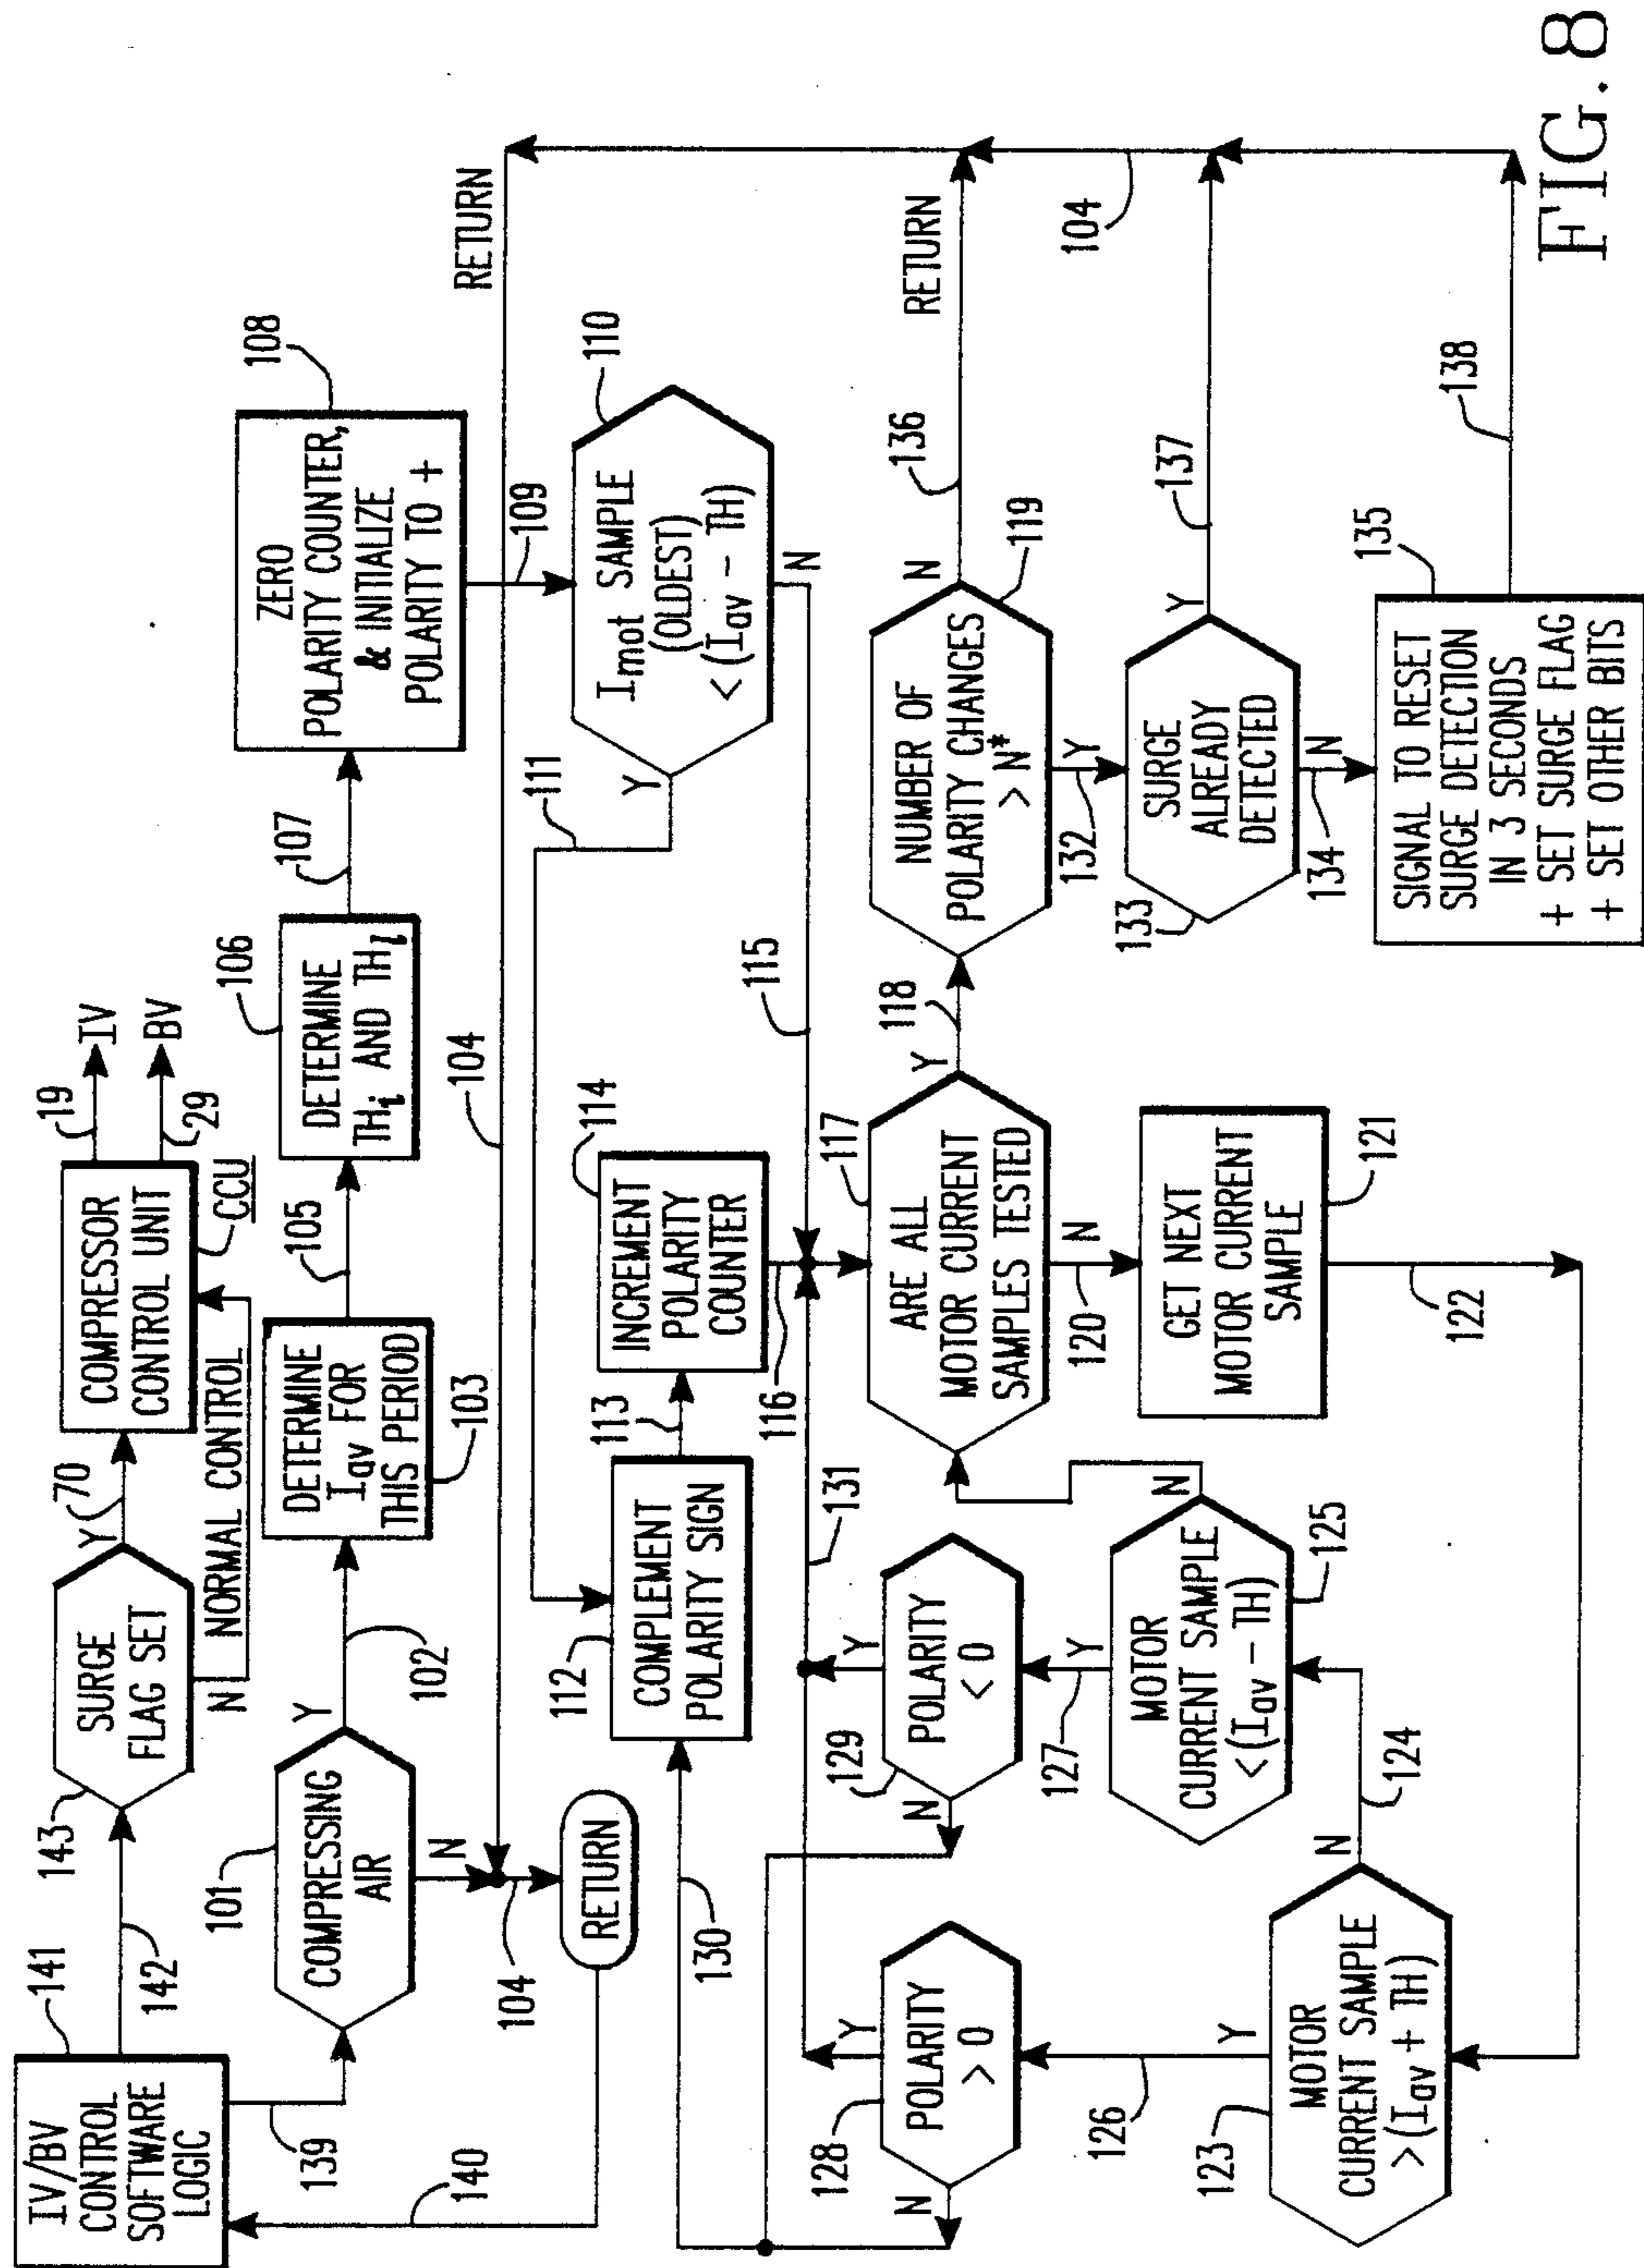 IV/BV
CONTROL
SOFTWARE
LOGIC
141
142
143
SURGE
FLAG SET
Y
70
N
NORMAL CONTROL
COMPRESSOR
CONTROL UNIT
CCU
19
IV
29
BV
139
140
101
COMPRESSING
AIR
Y
102
N
104
RETURN
DETERMINE
Iav FOR
THIS PERIOD
103
105
DETERMINE
THi AND THl
106
107
ZERO
POLARITY COUNTER,
& INITIALIZE
POLARITY TO +
108
109
104
RETURN
Imot SAMPLE
(OLDEST)
< (Iav - TH)
110
Y
111
N
115
112
COMPLEMENT
POLARITY SIGN
113
INCREMENT
POLARITY
COUNTER
114
116
130
131
128
POLARITY
> 0
Y
N
126
129
POLARITY
< 0
Y
N
127
123
MOTOR
CURRENT SAMPLE
> (Iav + TH)
Y
N
124
MOTOR
CURRENT SAMPLE
< (Iav - TH)
125
Y
N
117
ARE ALL
MOTOR CURRENT
SAMPLES TESTED
Y
118
N
120
GET NEXT
MOTOR CURRENT
SAMPLE
121
122
NUMBER OF
POLARITY CHANGES
> N*
119
N
136
RETURN
Y
132
133
SURGE
ALREADY
DETECTED
Y
137
N
134
104
SIGNAL TO RESET
SURGE DETECTION
IN 3 SECONDS
+ SET SURGE FLAG
+ SET OTHER BITS
135
138
FIG. 8